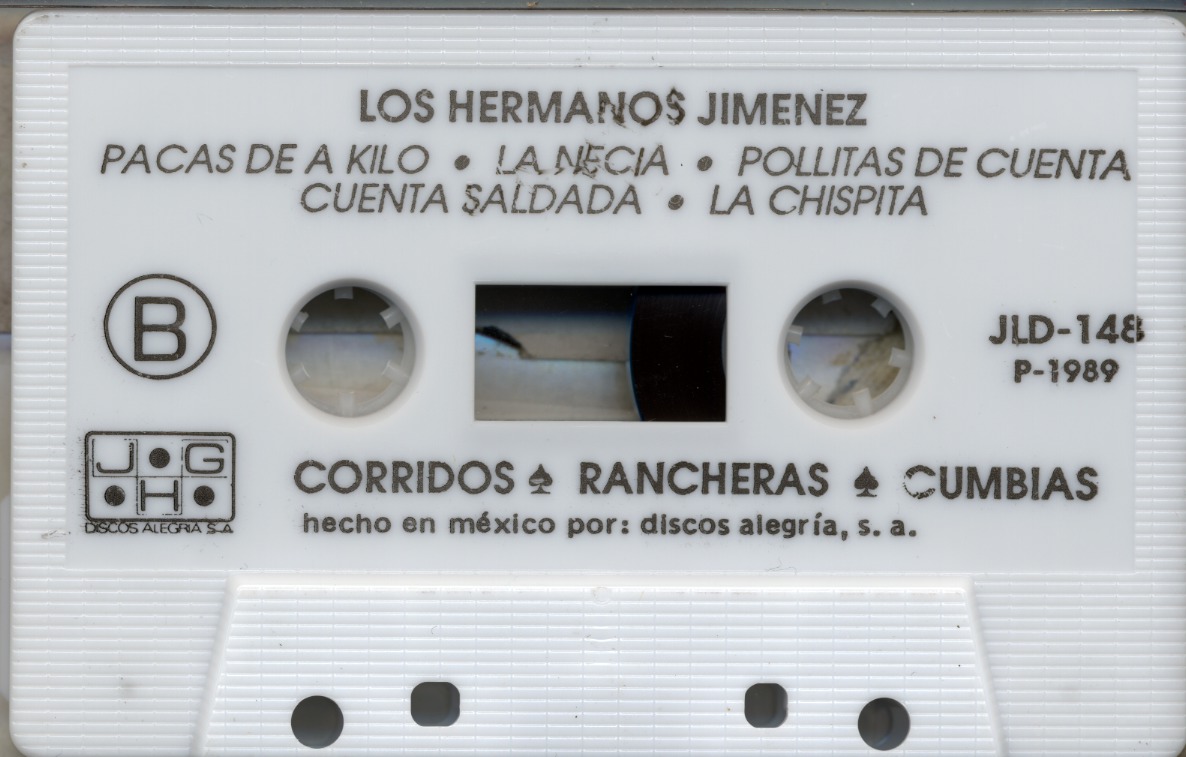 LOS HERMANOS JIMENEZ
PACAS DE A KILO • LA NECIA • POLLITAS DE CUENTA
CUENTA SALDADA • LA CHISPITA
B
JLD-148
P-1989
J G
H
DISCOS ALEGRIA S.A
CORRIDOS ♠ RANCHERAS ♠ CUMBIAS
hecho en méxico por: discos alegría, s. a.